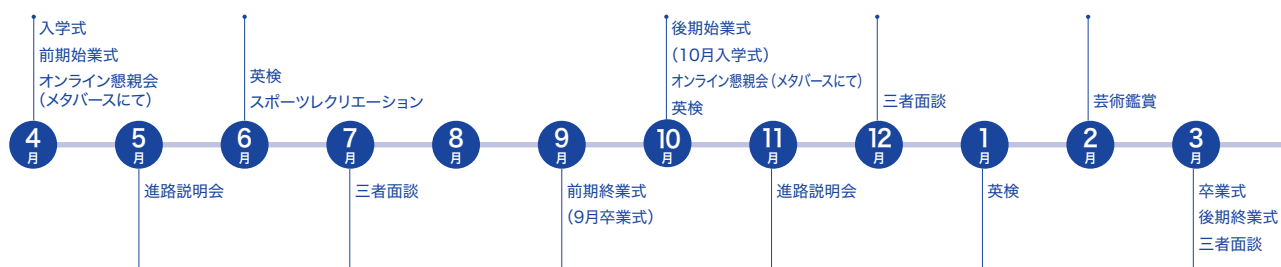 入学式
前期始業式
オンライン懇親会
(メタバースにて)
4月
進路説明会
5月
英検
スポーツレクリエーション
6月
三者面談
7月
8月
前期終業式
(9月卒業式)
9月
後期始業式
(10月入学式)
オンライン懇親会(メタバースにて)
英検
10月
進路説明会
11月
三者面談
12月
英検
1月
芸術鑑賞
2月
卒業式
後期終業式
三者面談
3月